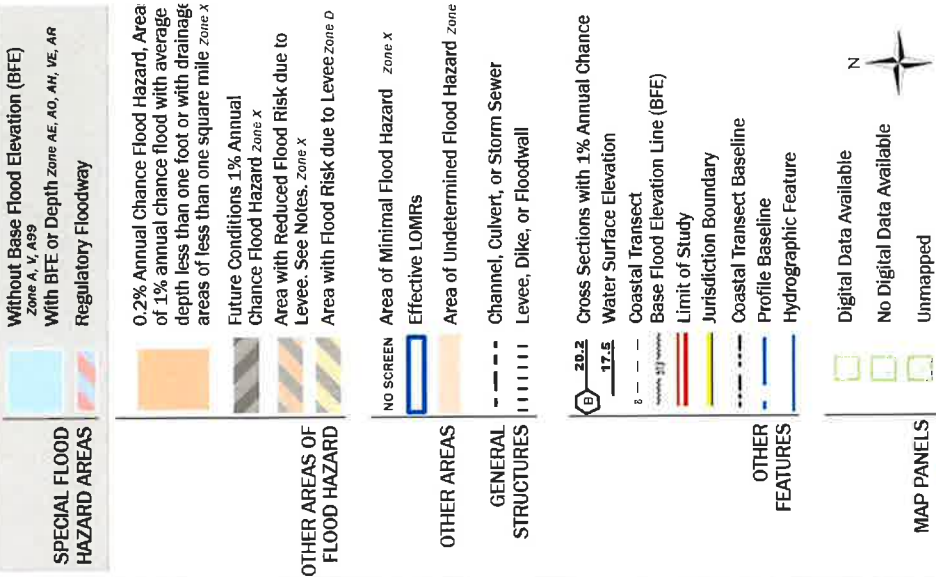 SPECIAL FLOOD
HAZARD AREAS
Without Base Flood Elevation (BFE)
Zone A, V, A99
With BFE or Depth Zone AE, AO, AH, VE, AR
Regulatory Floodway
OTHER AREAS OF
FLOOD HAZARD
0.2% Annual Chance Flood Hazard, Area
of 1% annual chance flood with average
depth less than one foot or with drainage
areas of less than one square mile Zone X
Future Conditions 1% Annual
Chance Flood Hazard Zone X
Area with Reduced Flood Risk due to
Levee. See Notes. Zone X
Area with Flood Risk due to Levee Zone D
OTHER AREAS
NO SCREEN Area of Minimal Flood Hazard Zone X
Effective LOMRs
Area of Undetermined Flood Hazard Zone
GENERAL
STRUCTURES
Channel, Culvert, or Storm Sewer
Levee, Dike, or Floodwall
OTHER
FEATURES
B 20.2 Cross Sections with 1% Annual Chance
17.5 Water Surface Elevation
8 Coastal Transect
Base Flood Elevation Line (BFE)
Limit of Study
Jurisdiction Boundary
Coastal Transect Baseline
Profile Baseline
Hydrographic Feature
MAP PANELS
Digital Data Available
No Digital Data Available
Unmapped
N